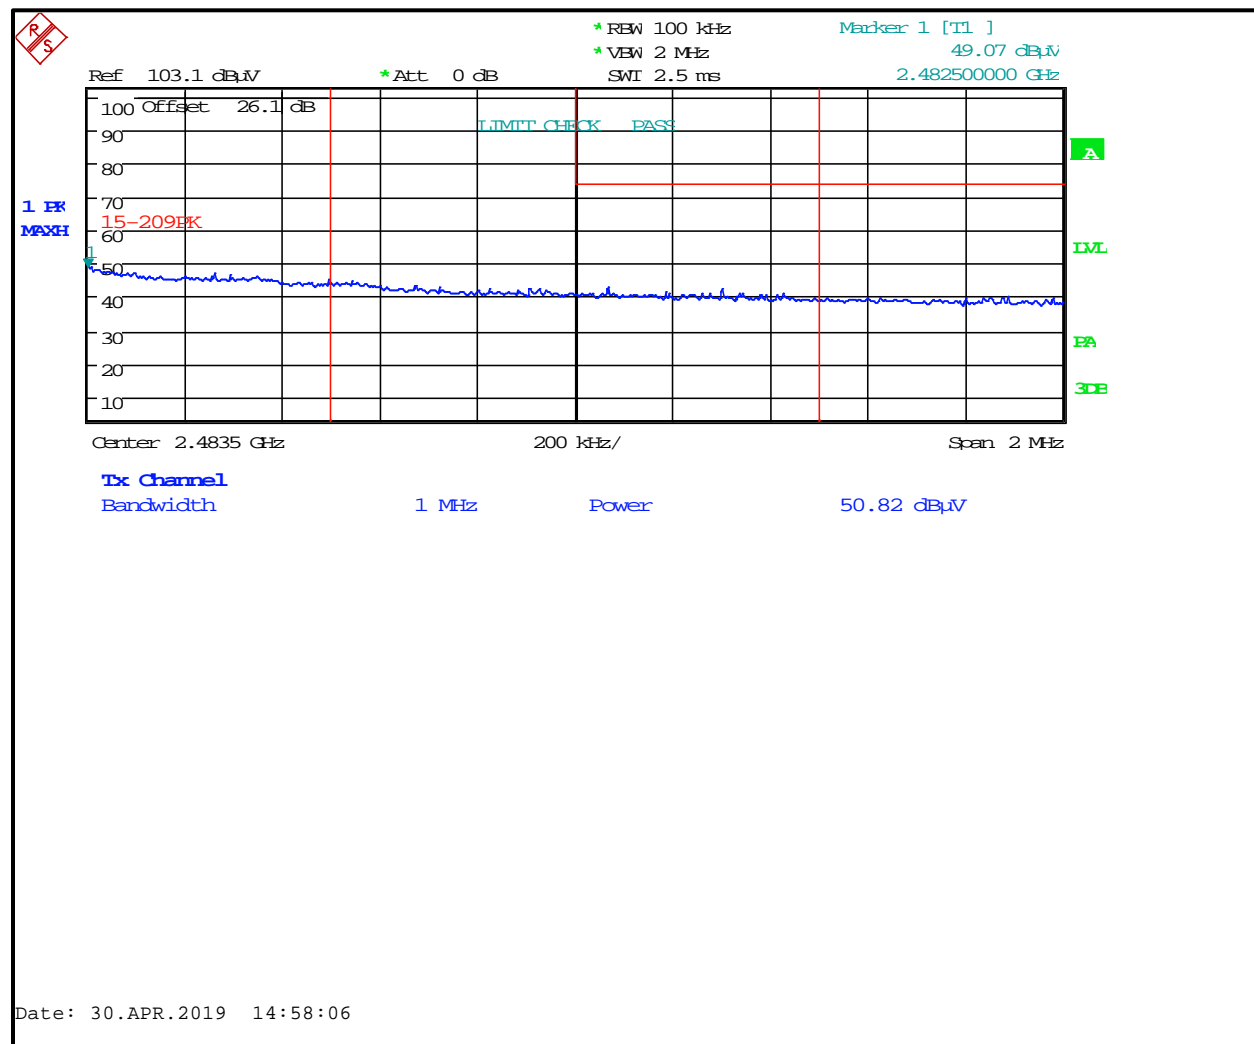 R S
* RBW 100 kHz Marker 1 [T1 ]
* VBW 2 MHz 49.07 dBµV
Ref 103.1 dBµV * Att 0 dB SWT 2.5 ms 2.482500000 GHz
100 Offset 26.1 dB
LIMIT CHECK PASS
90
A
80
70
1 PK
MAXH
15-209PK
60
1
LVL
50
40
30
PA
20
3DB
10
Center 2.4835 GHz 200 kHz/ Span 2 MHz
Tx Channel
Bandwidth 1 MHz Power 50.82 dBµV
Date: 30.APR.2019 14:58:06